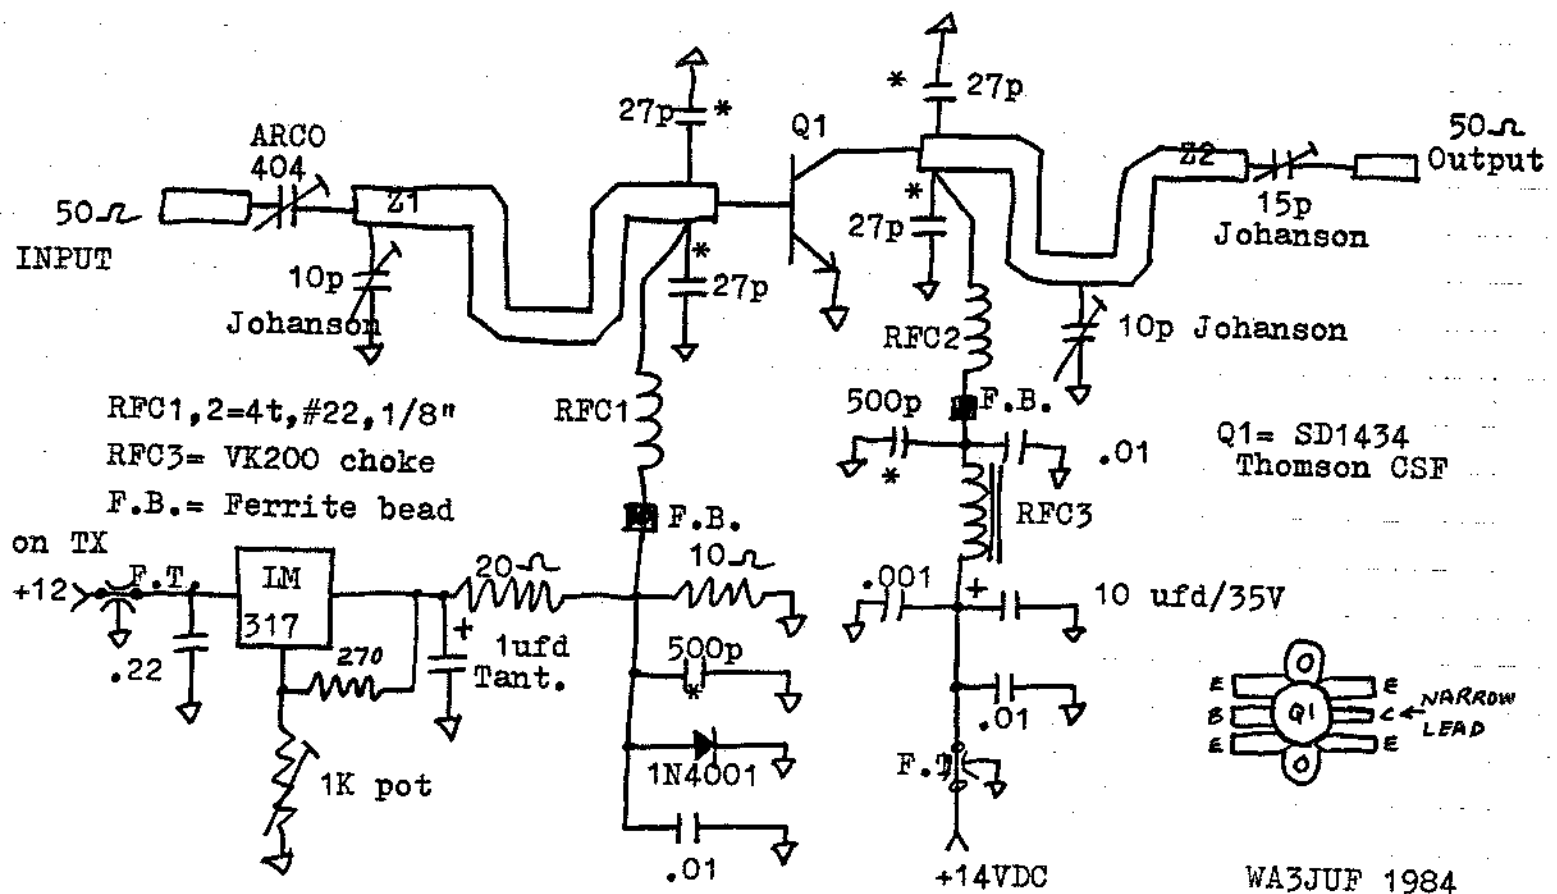 27p *
* 27p
Q1
ARCO
404
50Ω
INPUT
Z1
10p
Johanson
* 27p
* 27p
Z2
15p
Johanson
50Ω
Output
RFC2
10p Johanson
RFC1,2=4t,#22,1/8"
RFC3= VK200 choke
F.B.= Ferrite bead
RFC1
500p
*
F.B.
.01
Q1= SD1434
Thomson CSF
RFC3
F.B.
on TX
+12
F.T.
LM
317
.22
270
1K pot
20Ω
+
1ufd
Tant.
10Ω
500p
*
1N4001
.01
.001
+
10 ufd/35V
.01
F.T
+14VDC
E E
B Q1 C ← NARROW
LEAD
E E
WA3JUF 1984